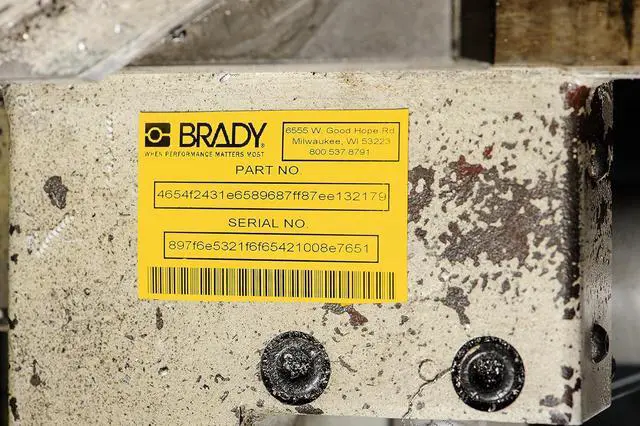 BRADY
WHEN PERFORMANCE MATTERS MOST
6555 W. Good Hope Rd
Milwaukee, WI 53223
800.537.8791
PART NO
4654f2431e6589687ff87ee132179
SERIAL NO.
897f6e5321f6f65421008e7651